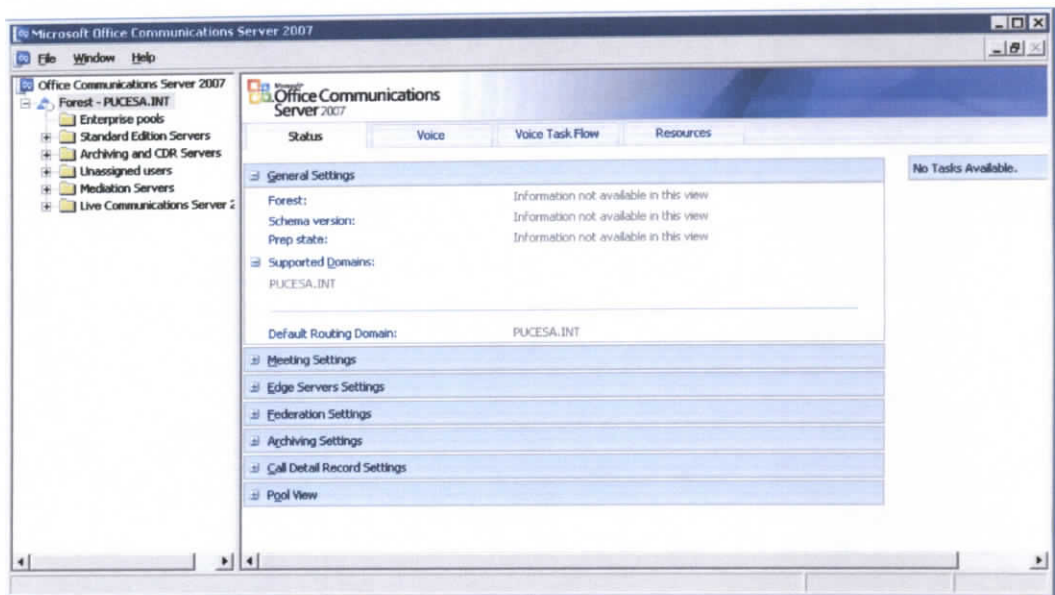 Microsoft Office Communications Server 2007
File Window Help
Office Communications Server 2007
Forest - PUCESA.INT
Enterprise pools
Standard Edition Servers
Archiving and CDR Servers
Unassigned users
Mediation Servers
Live Communications Server 2
Microsoft
Office Communications
Server 2007
Status Voice Voice Task Flow Resources
General Settings
Forest: Information not available in this view
Schema version: Information not available in this view
Prep state: Information not available in this view
Supported Domains:
PUCESA.INT
Default Routing Domain: PUCESA.INT
Meeting Settings
Edge Servers Settings
Federation Settings
Archiving Settings
Call Detail Record Settings
Pool View
No Tasks Available.